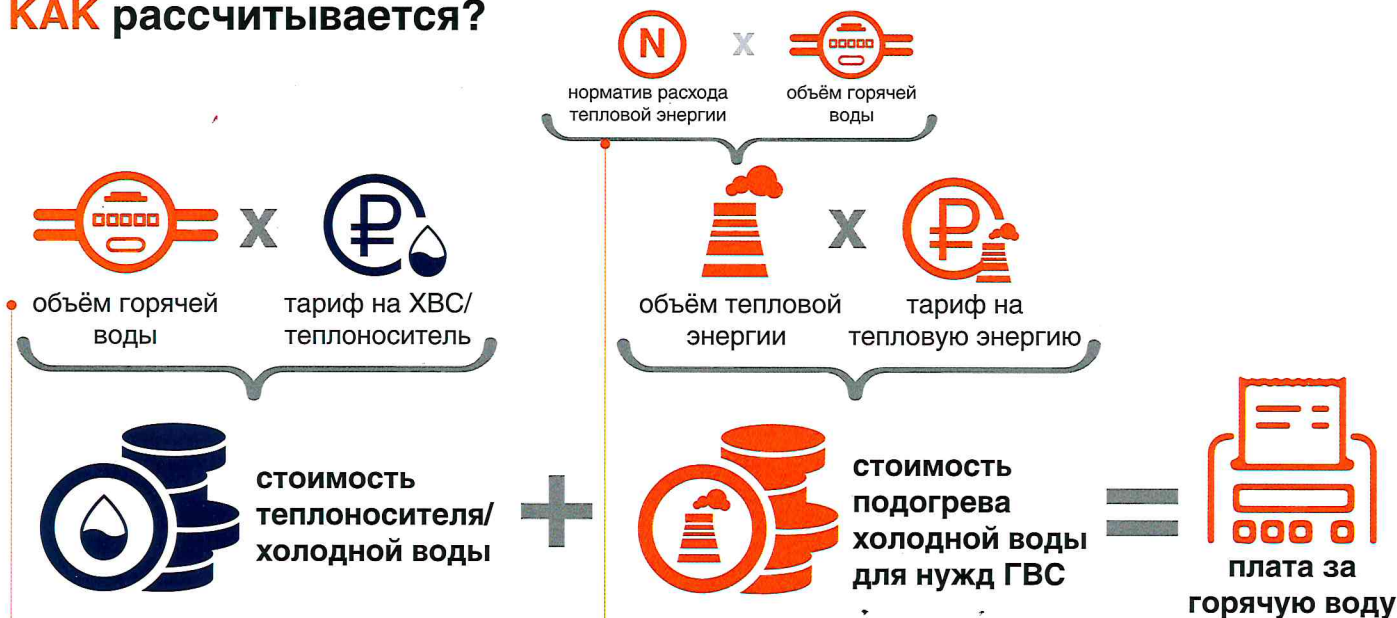 КАК рассчитывается?
N х
норматив расхода
тепловой энергии
объём горячей
воды
х
объём горячей
воды
тариф на ХВС/
теплоноситель
х
объём тепловой
энергии
тариф на
тепловую энергию
стоимость
теплоносителя/
холодной воды
+
стоимость
подогрева
холодной воды
для нужд ГВС
=
плата за
горячую воду